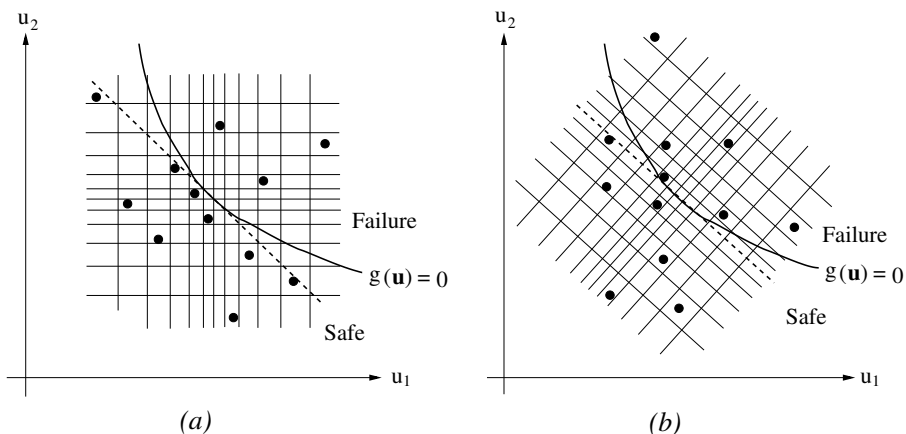 u2
Failure
g(u) = 0
Safe
u1
(a)
u2
Failure
g(u) = 0
Safe
u1
(b)